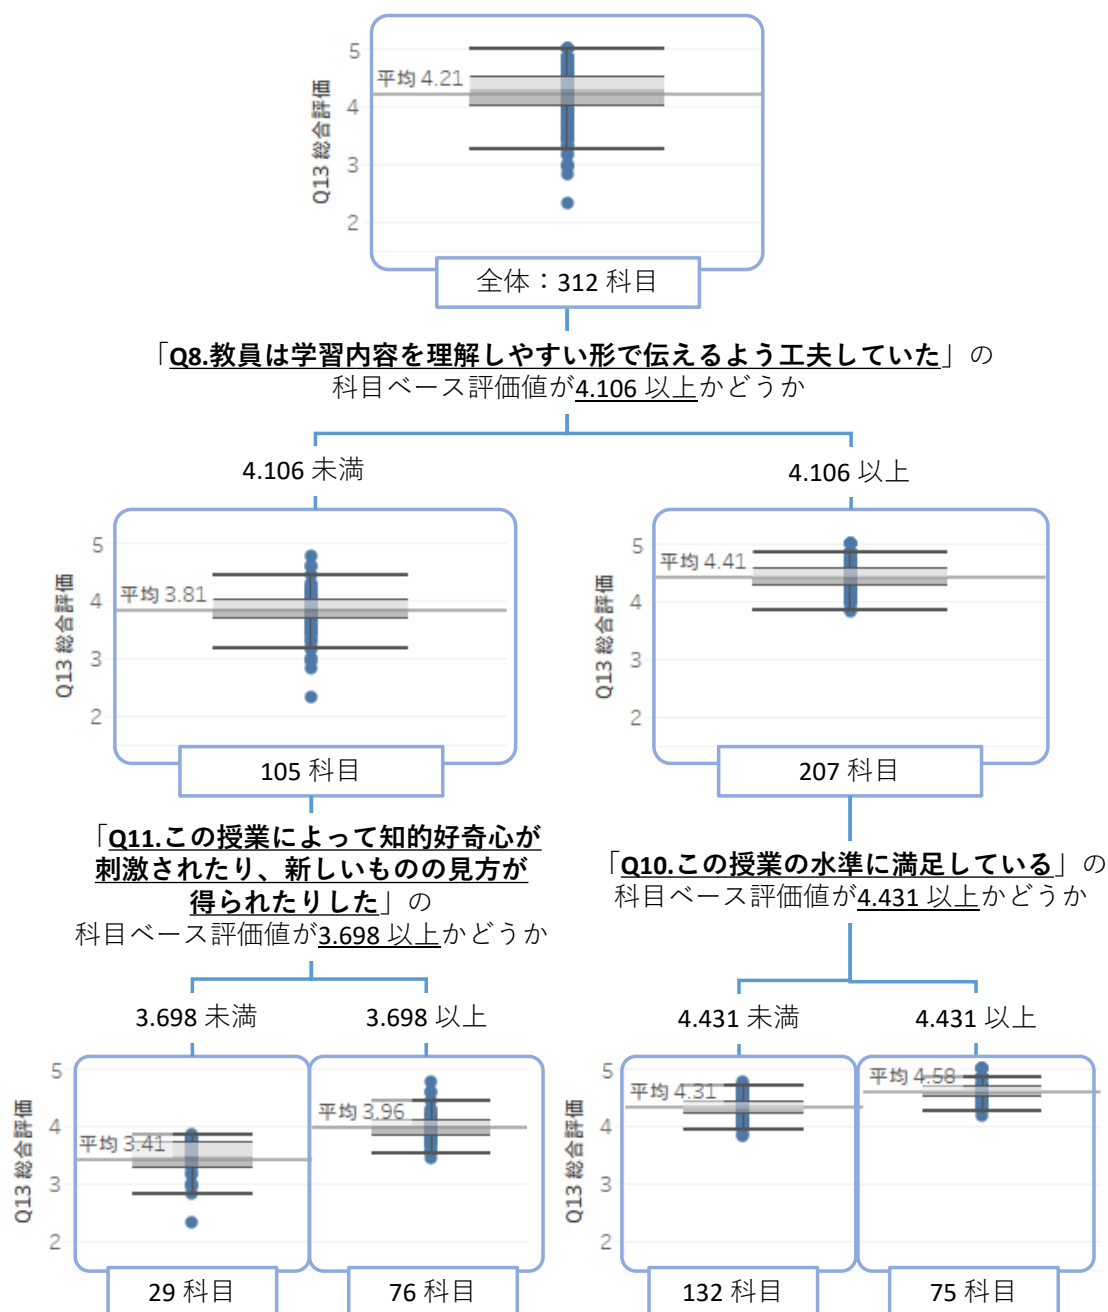 5
平均 4.21
4
3
2
Q13 総合評価
全体：312 科目
「Q8.教員は学習内容を理解しやすい形で伝えるよう工夫していた」の
科目ベース評価値が4.106 以上かどうか
4.106 未満
4.106 以上
5
平均 3.81
4
3
2
Q13 総合評価
105 科目
5
平均 4.41
4
3
2
Q13 総合評価
207 科目
「Q11.この授業によって知的好奇心が
刺激されたり、新しいものの見方が
得られたりした」の
科目ベース評価値が3.698 以上かどうか
「Q10.この授業の水準に満足している」の
科目ベース評価値が4.431 以上かどうか
3.698 未満
3.698 以上
4.431 未満
4.431 以上
5
4
3
2
Q13 総合評価
平均 3.41
平均 3.96
29 科目
76 科目
5
4
3
2
Q13 総合評価
平均 4.31
平均 4.58
132 科目
75 科目